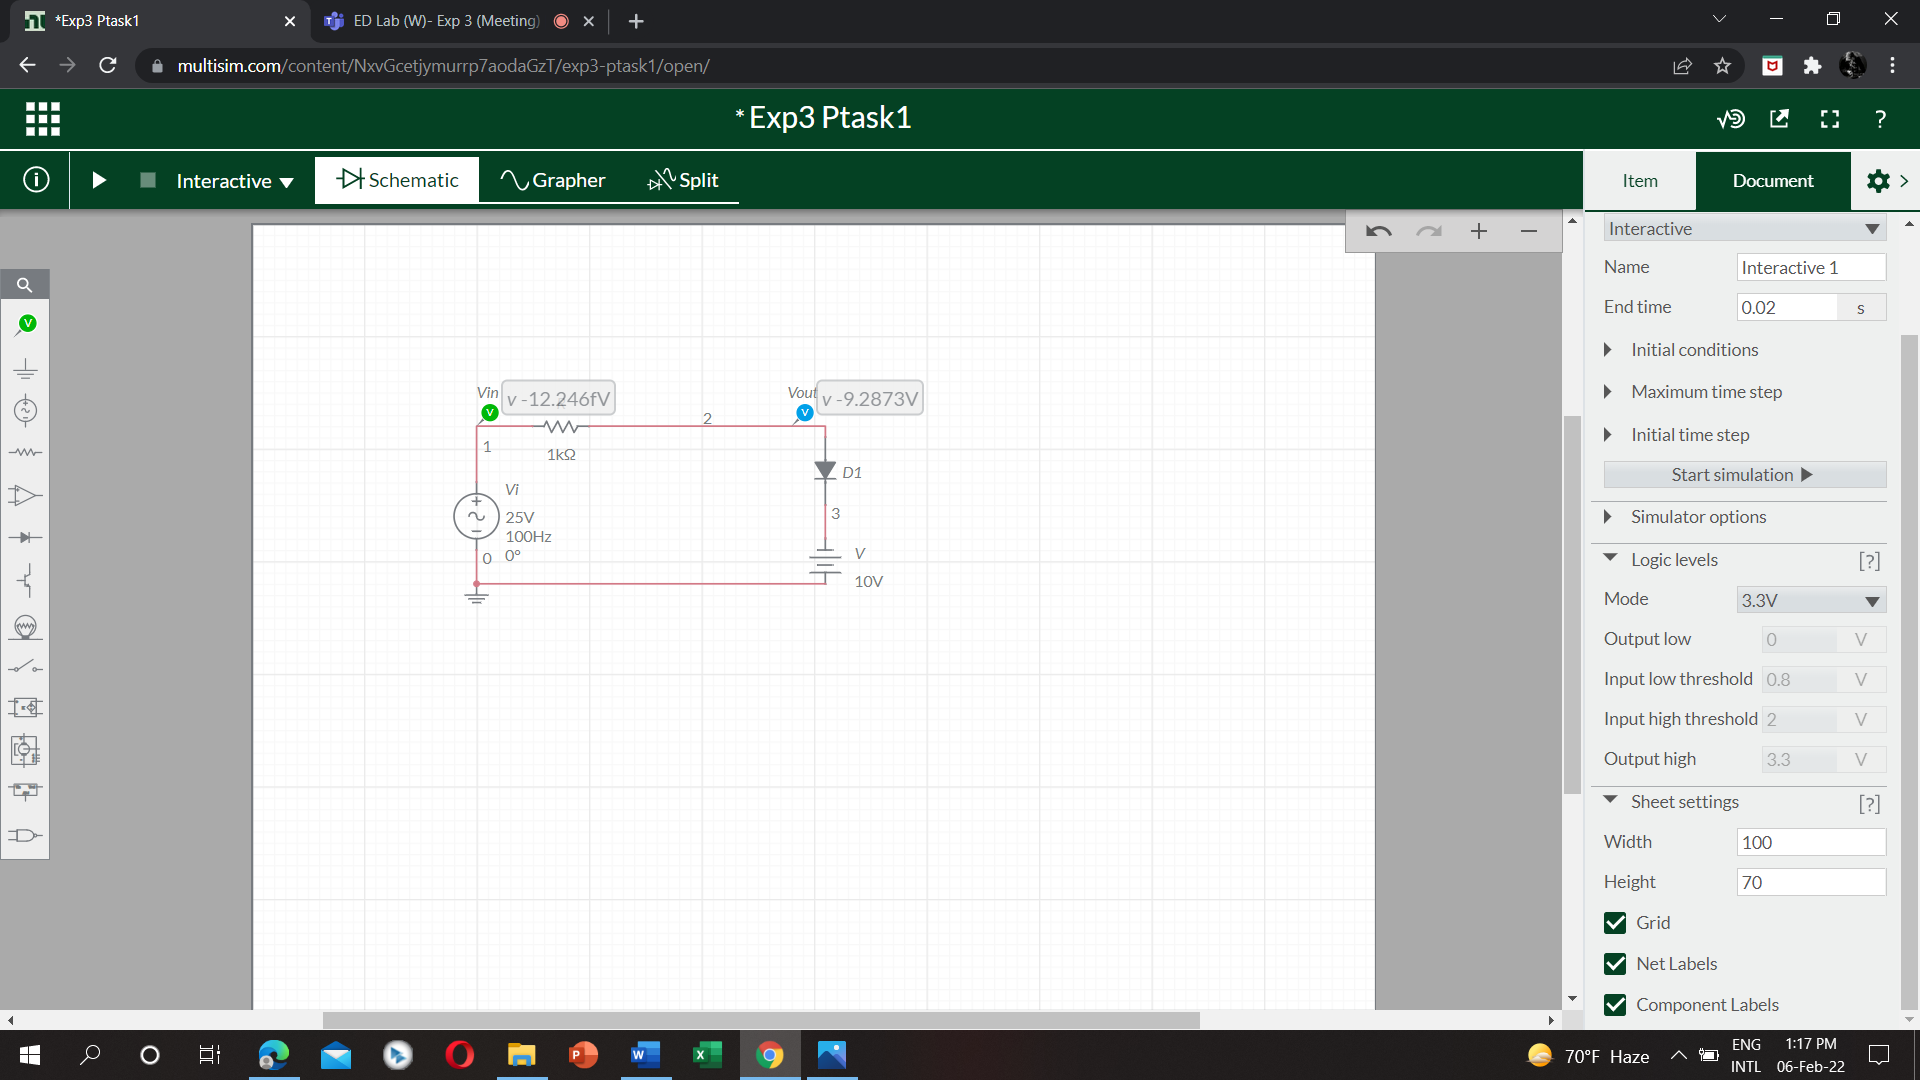 *Exp3 Ptask1
ED Lab (W)- Exp 3 (Meeting)
multisim.com/content/NxvGcetjymurrp7aodaGzT/exp3-ptask1/open/
*Exp3 Ptask1
?
Interactive
Schematic
Grapher
Split
Item
Document
Interactive
Name
Interactive 1
End time
0.02
s
Initial conditions
Maximum time step
Initial time step
Start simulation
Simulator options
Logic levels
[?]
Mode
3.3V
Output low
0
V
Input low threshold
0.8
V
Input high threshold
2
V
Output high
3.3
V
Sheet settings
[?]
Width
100
Height
70
Grid
Net Labels
Component Labels
V
Vin
v -12.246fV
V
2
Vout
v -9.2873V
V
1
1kΩ
D1
Vi
25V
100Hz
0°
0
3
V
10V
70°F Haze
ENG
INTL
1:17 PM
06-Feb-22